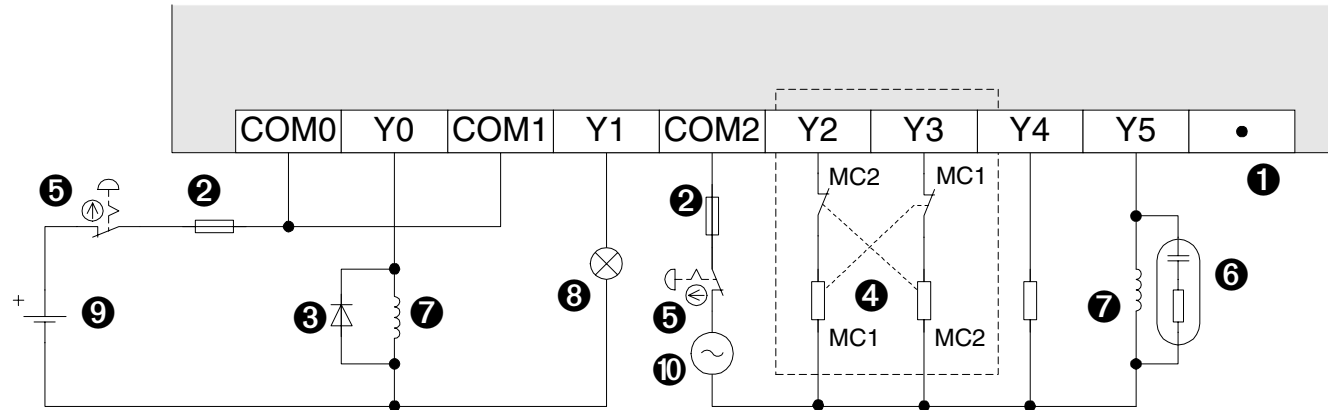 COM0 Y0 COM1 Y1 COM2 Y2 Y3 Y4 Y5 •
❶
MC2 MC1
❺ ❷ ❷
❹ ❻
+
❾ ❸ ❼ ❽ ❺ ❼
MC1 MC2
❿